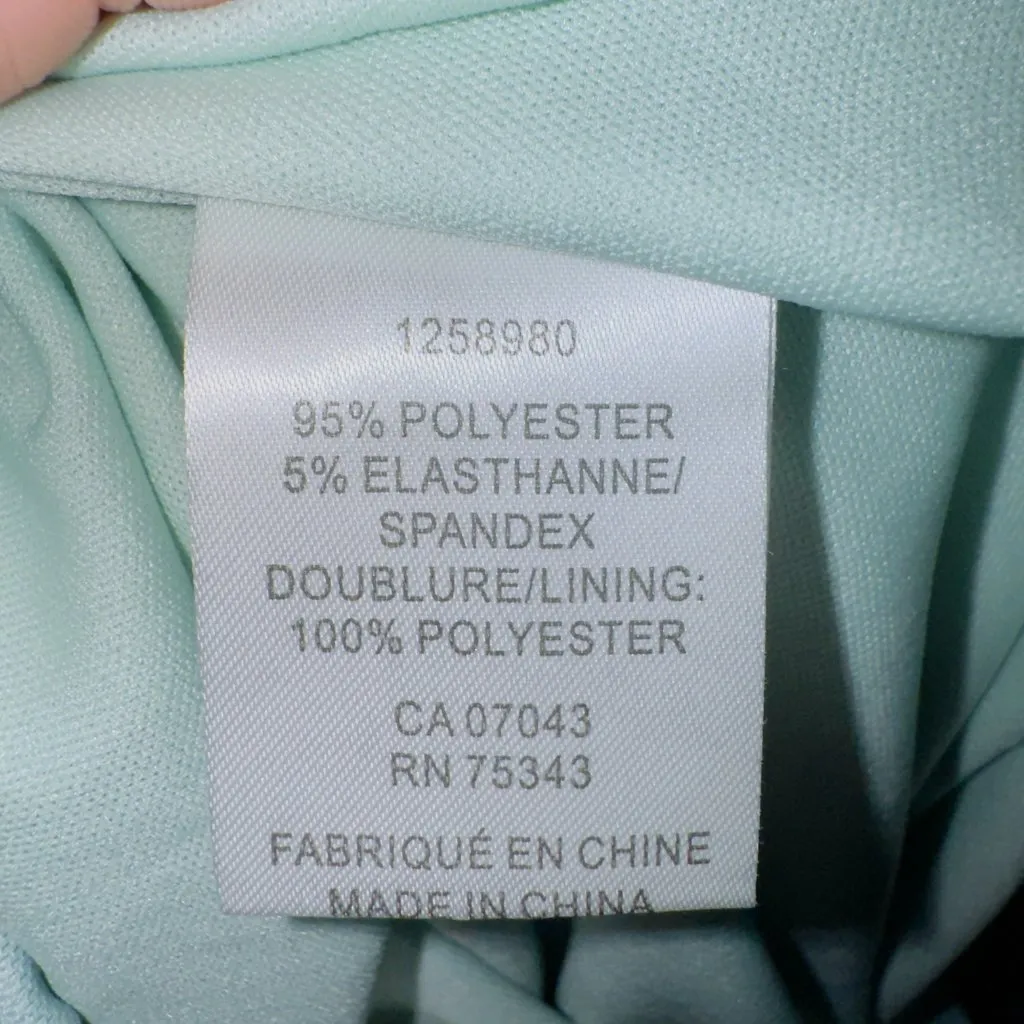 1258980
95% POLYESTER
5% ELASTHANNE/
SPANDEX
DOUBLURE/LINING:
100% POLYESTER
CA 07043
RN 75343
FABRIQUÉ EN CHINE
MADE IN CHINA